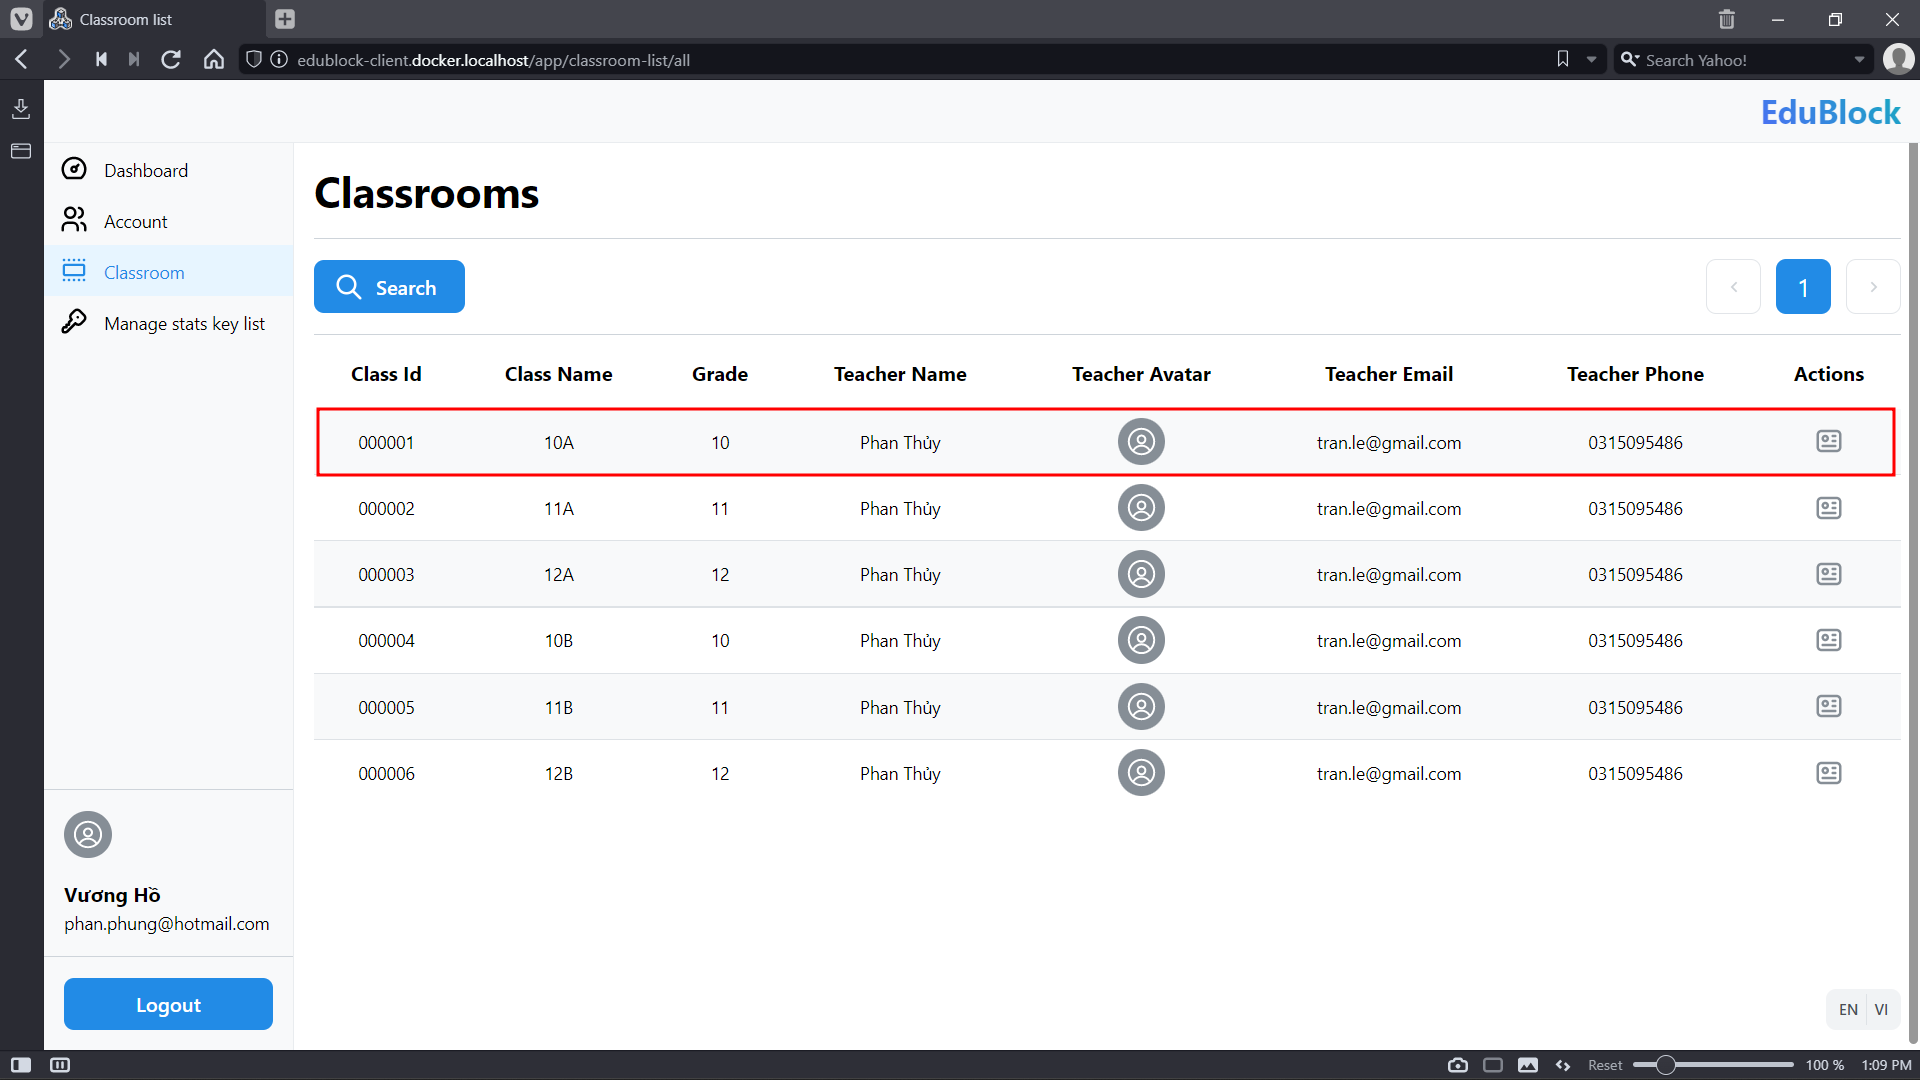 Classroom list
edublock-client.docker.localhost/app/classroom-list/all
Search Yahoo!
EduBlock
Dashboard
Account
Classroom
Manage stats key list
Classrooms
Search
1
Class Id Class Name Grade Teacher Name Teacher Avatar Teacher Email Teacher Phone Actions
000001 10A 10 Phan Thủy tran.le@gmail.com 0315095486
000002 11A 11 Phan Thủy tran.le@gmail.com 0315095486
000003 12A 12 Phan Thủy tran.le@gmail.com 0315095486
000004 10B 10 Phan Thủy tran.le@gmail.com 0315095486
000005 11B 11 Phan Thủy tran.le@gmail.com 0315095486
000006 12B 12 Phan Thủy tran.le@gmail.com 0315095486
Vương Hồ
phan.phung@hotmail.com
Logout
EN VI
Reset 100 % 1:09 PM